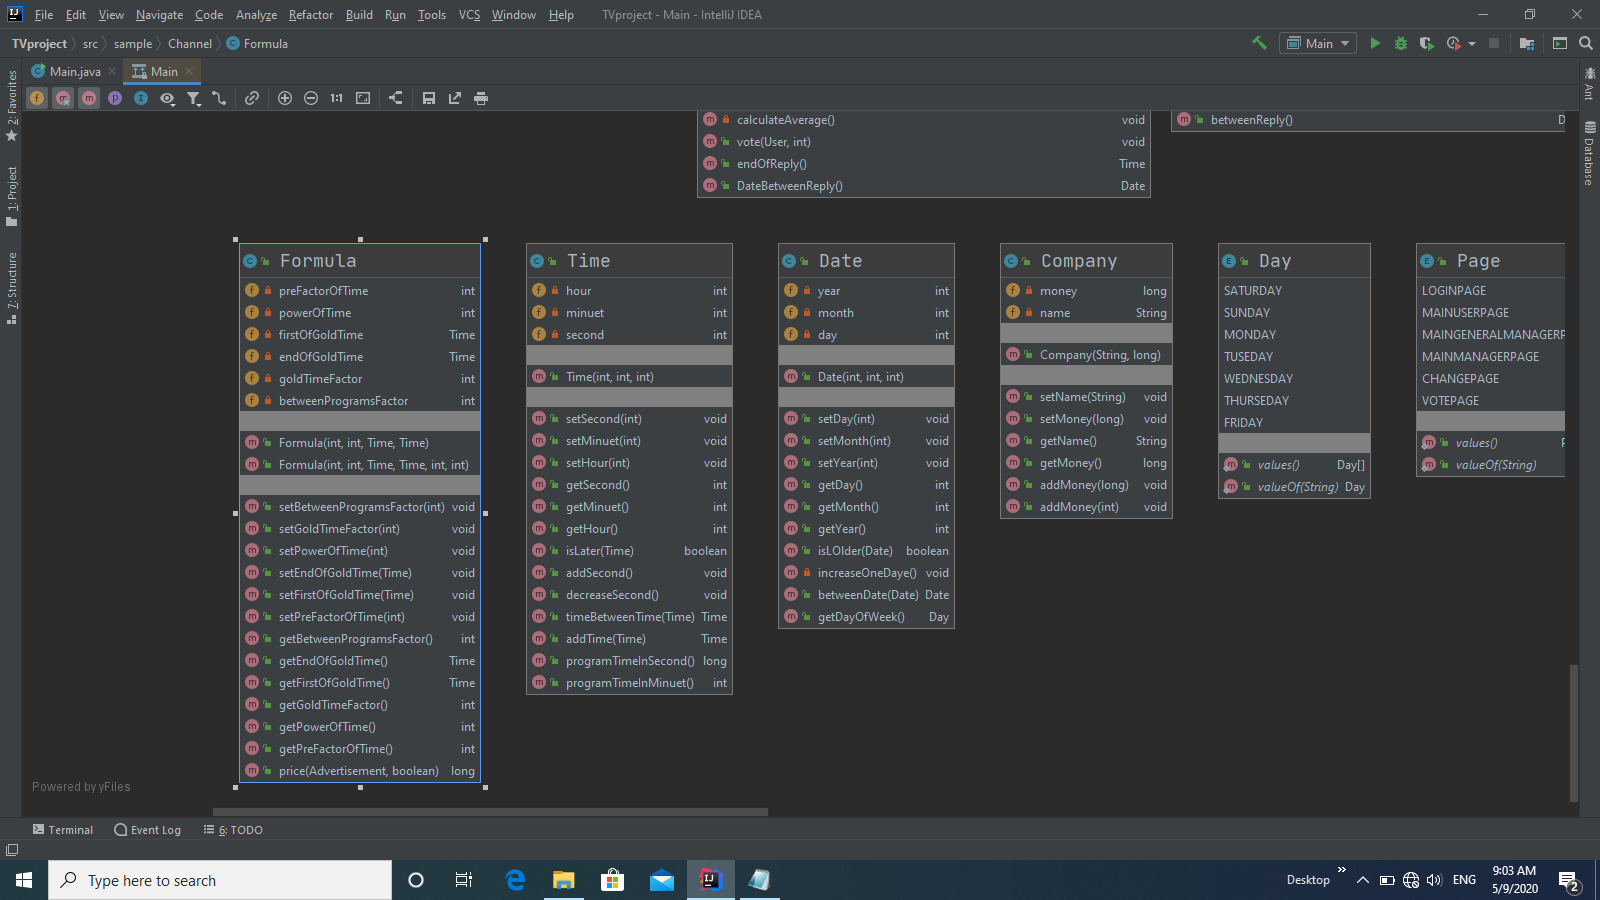 File Edit View Navigate Code Analyze Refactor Build Run Tools VCS Window Help TVproject - Main - IntelliJ IDEA
TVproject src sample Channel Formula Main
Main.java Main
1:1
2: Favorites
1: Project
7: Structure
Ant
Database
calculateAverage() void
vote(User, int) void
endOfReply() Time
DateBetweenReply() Date
betweenReply()
Formula
preFactorOfTime int
powerOfTime int
firstOfGoldTime Time
endOfGoldTime Time
goldTimeFactor int
betweenProgramsFactor int
Formula(int, int, Time, Time)
Formula(int, int, Time, Time, int, int)
setBetweenProgramsFactor(int) void
setGoldTimeFactor(int) void
setPowerOfTime(int) void
setEndOfGoldTime(Time) void
setFirstOfGoldTime(Time) void
setPreFactorOfTime(int) void
getBetweenProgramsFactor() int
getEndOfGoldTime() Time
getFirstOfGoldTime() Time
getGoldTimeFactor() int
getPowerOfTime() int
getPreFactorOfTime() int
price(Advertisement, boolean) long
Time
hour int
minuet int
second int
Time(int, int, int)
setSecond(int) void
setMinuet(int) void
setHour(int) void
getSecond() int
getMinuet() int
getHour() int
isLater(Time) boolean
addSecond() void
decreaseSecond() void
timeBetweenTime(Time) Time
addTime(Time) Time
programTimeInSecond() long
programTimeInMinuet() int
Date
year int
month int
day int
Date(int, int, int)
setDay(int) void
setMonth(int) void
setYear(int) void
getDay() int
getMonth() int
getYear() int
isLOlder(Date) boolean
increaseOneDaye() void
betweenDate(Date) Date
getDayOfWeek() Day
Company
money long
name String
Company(String, long)
setName(String) void
setMoney(long) void
getName() String
getMoney() long
addMoney(long) void
addMoney(int) void
Day
SATURDAY
SUNDAY
MONDAY
TUSEDAY
WEDNESDAY
THURSEDAY
FRIDAY
values() Day[]
valueOf(String) Day
Page
LOGINPAGE
MAINUSERPAGE
MAINGENERALMANAGERP
MAINMANAGERPAGE
CHANGEPAGE
VOTEPAGE
values()
valueOf(String)
Powered by yFiles
Terminal Event Log 6: TODO
Type here to search
Desktop ENG
9:03 AM
5/9/2020
2